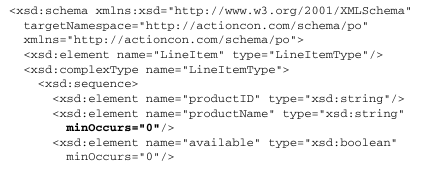 <xsd:schema xmlns:xsd="http://www.w3.org/2001/XMLSchema"
  targetNamespace="http://actioncon.com/schema/po"
  xmlns="http://actioncon.com/schema/po">
  <xsd:element name="LineItem" type="LineItemType"/>
  <xsd:complexType name="LineItemType">
    <xsd:sequence>
      <xsd:element name="productID" type="xsd:string"/>
      <xsd:element name="productName" type="xsd:string"
        minOccurs="0"/>
      <xsd:element name="available" type="xsd:boolean"
        minOccurs="0"/>